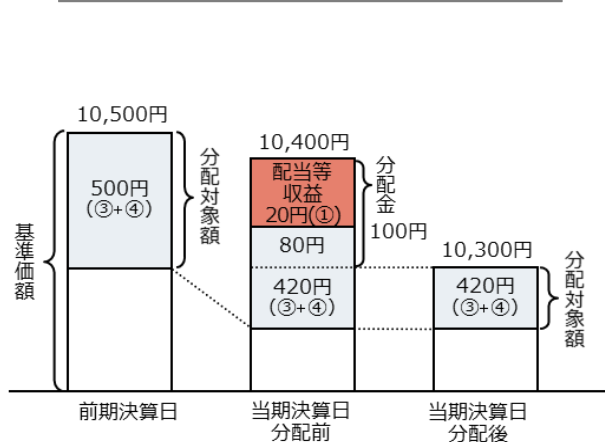 10,500円
500円
(③+④)
分配対象額
基準価額
前期決算日
10,400円
配当等
収益
20円(①)
80円
420円
(③+④)
分配金
100円
当期決算日
分配前
10,300円
420円
(③+④)
分配対象額
当期決算日
分配後